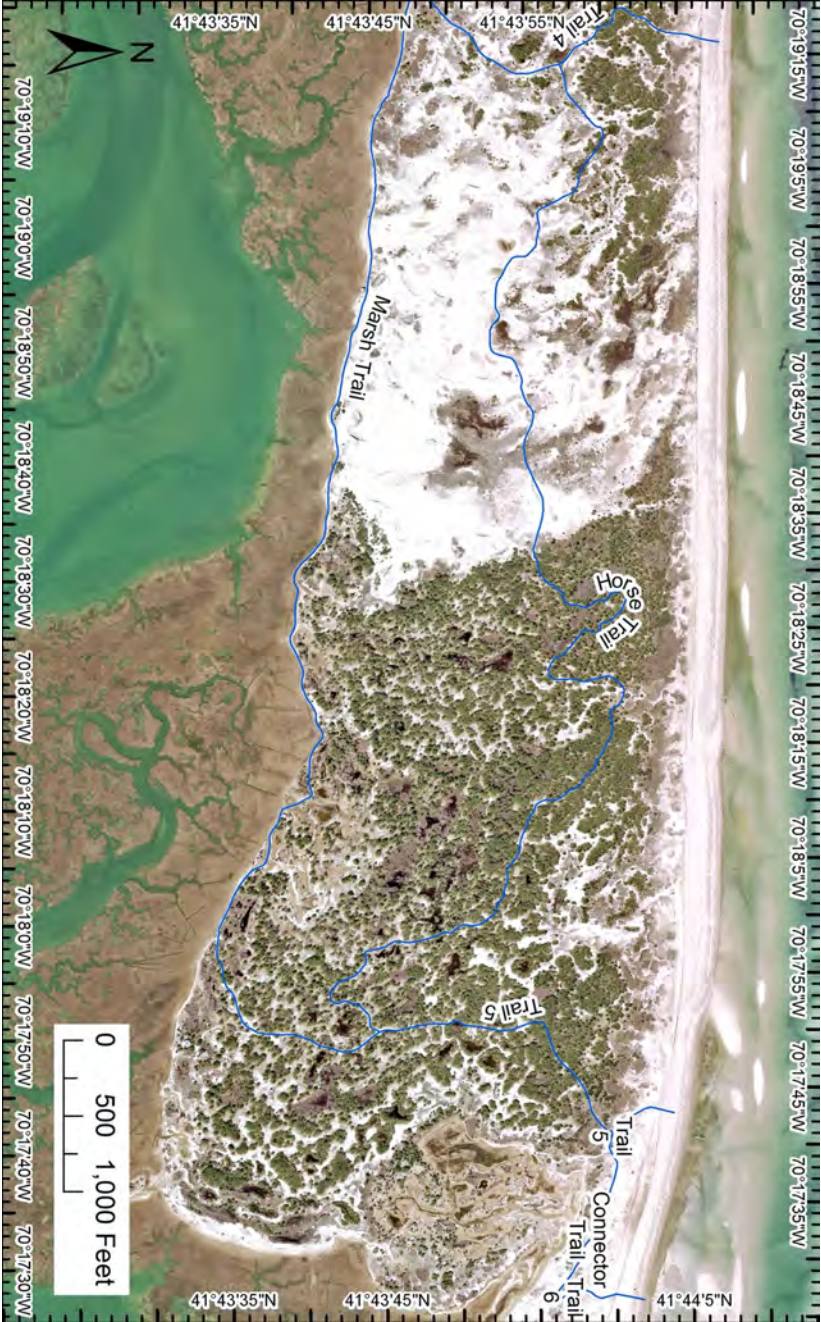 70°19'15"W
70°19'5"W
70°18'55"W
70°18'45"W
70°18'35"W
70°18'25"W
70°18'15"W
70°18'5"W
70°17'55"W
70°17'45"W
70°17'35"W
41°43'55"N
41°43'45"N
41°43'35"N
Trail 4
Horse
Trail
Marsh Trail
Trail 5
Trail
5
Connector
Trail
Trail
6
41°44'5"N
41°43'45"N
41°43'35"N
N
0 500 1,000 Feet
70°19'10"W
70°19'0"W
70°18'50"W
70°18'40"W
70°18'30"W
70°18'20"W
70°18'10"W
70°18'0"W
70°17'50"W
70°17'40"W
70°17'30"W